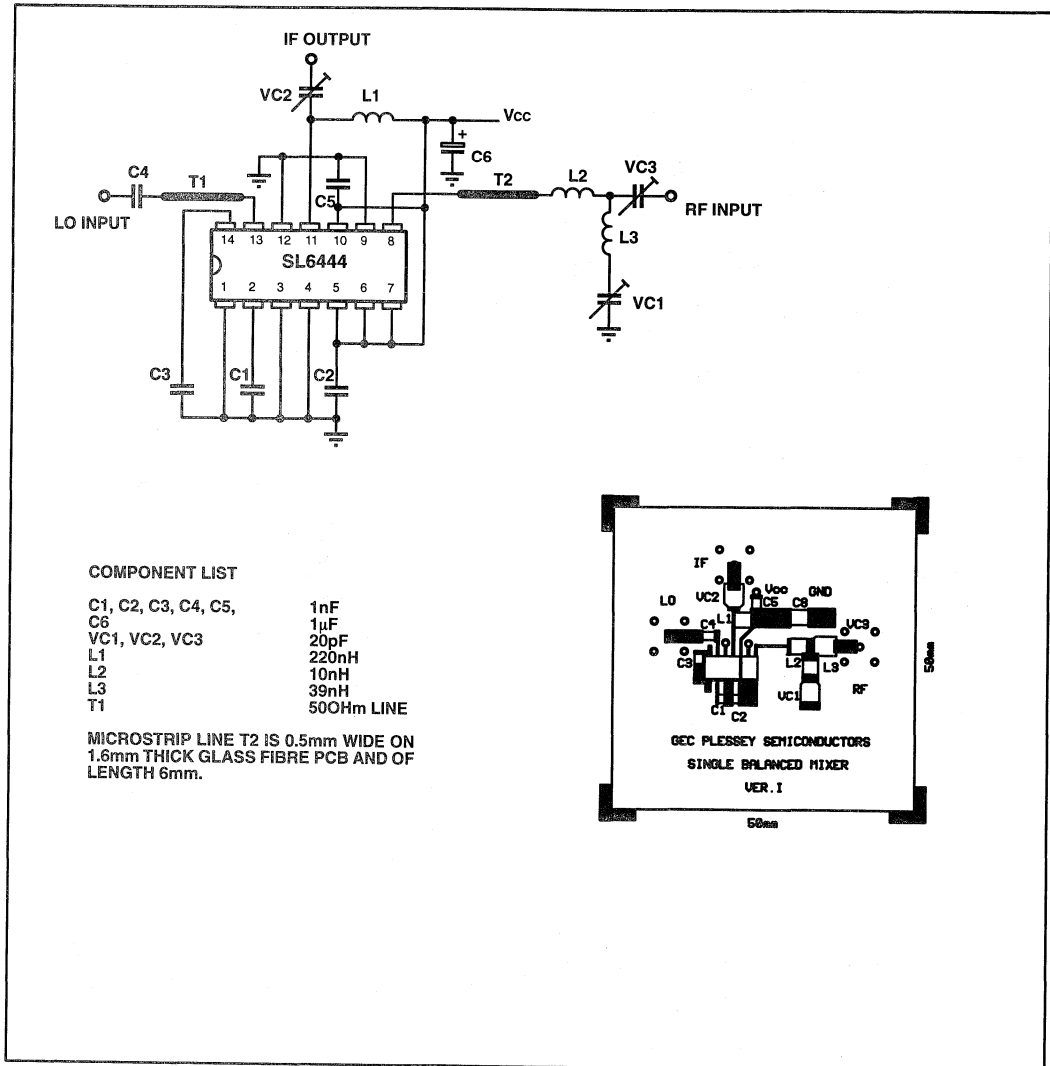 IF OUTPUT
VC2
L1
Vcc
+
C6
C4
T1
C5
T2
L2
VC3
LO INPUT
RF INPUT
L3
14 13 12 11 10 9 8
SL6444
1 2 3 4 5 6 7
VC1
C3
C1
C2
COMPONENT LIST
C1, C2, C3, C4, C5, 1nF
C6 1µF
VC1, VC2, VC3 20pF
L1 220nH
L2 10nH
L3 39nH
T1 50OHm LINE
MICROSTRIP LINE T2 IS 0.5mm WIDE ON
1.6mm THICK GLASS FIBRE PCB AND OF
LENGTH 6mm.
IF
Vcc
GND
VC2
C5
C6
LO
L1
C4
VC3
C3
L2
L3
VC1
RF
C1
C2
50mm
GEC PLESSEY SEMICONDUCTORS
SINGLE BALANCED MIXER
VER.I
50mm